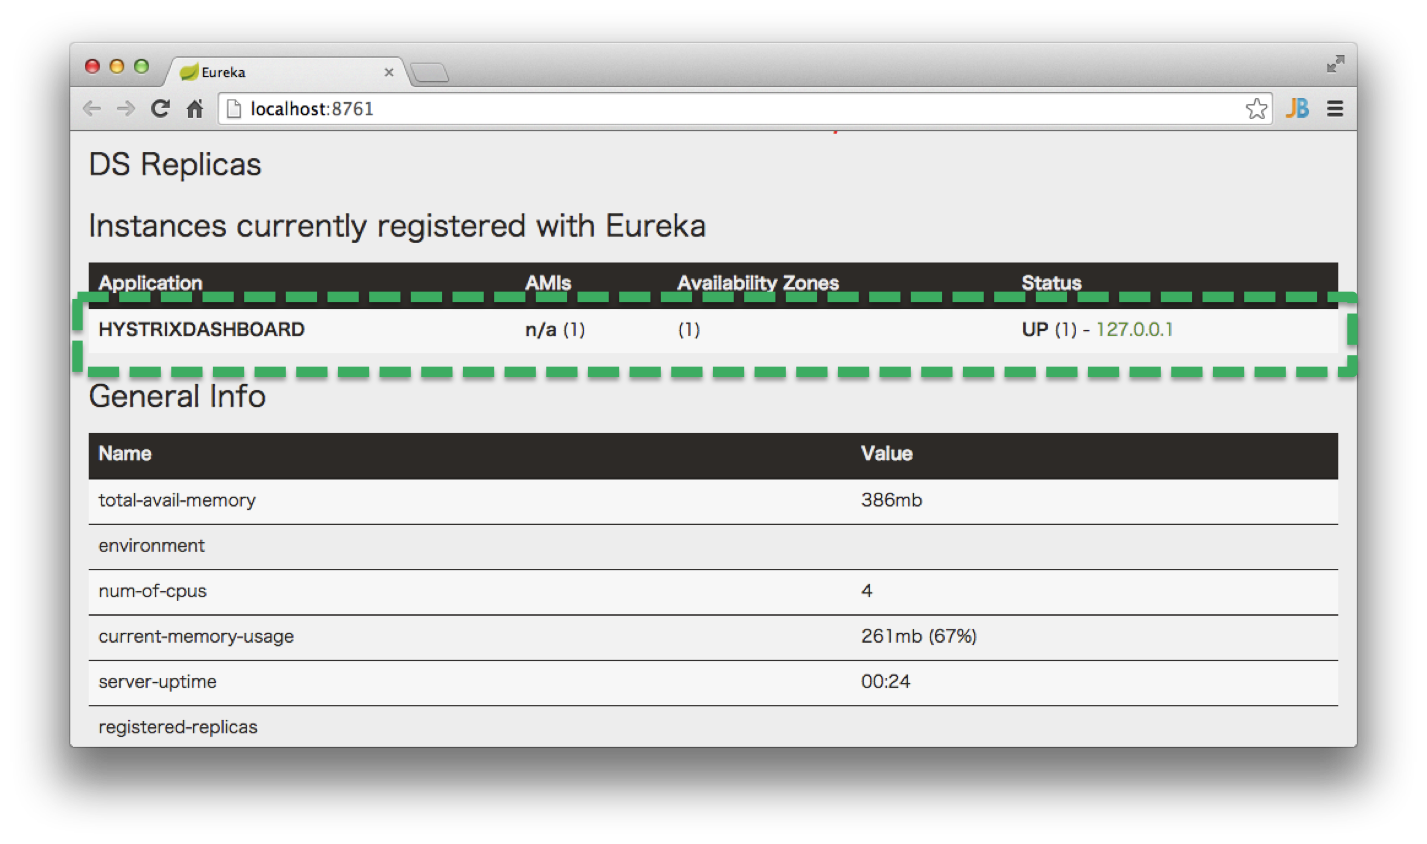 Eureka
localhost:8761
DS Replicas
Instances currently registered with Eureka
Application AMIs Availability Zones Status
HYSTRIXDASHBOARD n/a (1) (1) UP (1) - 127.0.0.1
General Info
Name Value
total-avail-memory 386mb
environment
num-of-cpus 4
current-memory-usage 261mb (67%)
server-uptime 00:24
registered-replicas
JB